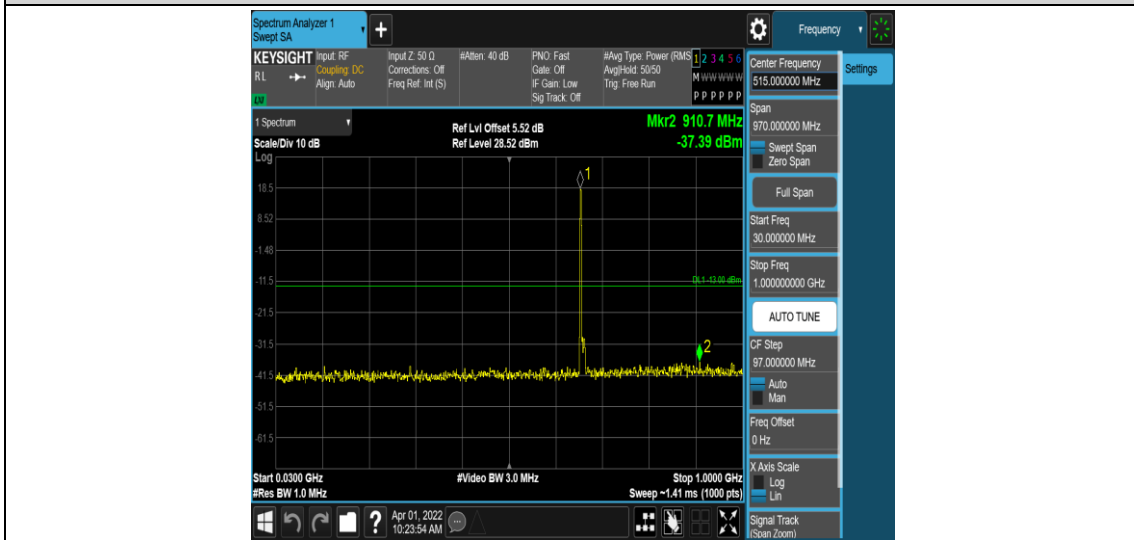 Spectrum Analyzer 1
Swept SA
+
Frequency
KEYSIGHT
RL
LXI
Input: RF
Coupling: DC
Align: Auto
Input Z: 50 Ω
Corrections: Off
Freq Ref: Int (S)
#Atten: 40 dB
PNO: Fast
Gate: Off
IF Gain: Low
Sig Track: Off
#Avg Type: Power (RMS
Avg|Hold: 50/50
Trig: Free Run
1 2 3 4 5 6
M W W W W W
P P P P P P
1 Spectrum
Scale/Div 10 dB
Log
Ref Lvl Offset 5.52 dB
Ref Level 28.52 dBm
Mkr2 910.7 MHz
-37.39 dBm
1
18.5
8.52
-1.48
-11.5
DL1 -13.00 dBm
-21.5
-31.5
2
-41.5
-51.5
-61.5
Start 0.0300 GHz
#Res BW 1.0 MHz
#Video BW 3.0 MHz
Stop 1.0000 GHz
Sweep ~1.41 ms (1000 pts)
?
Apr 01, 2022
10:23:54 AM
Center Frequency
515.000000 MHz
Settings
Span
970.000000 MHz
Swept Span
Zero Span
Full Span
Start Freq
30.000000 MHz
Stop Freq
1.000000000 GHz
AUTO TUNE
CF Step
97.000000 MHz
Auto
Man
Freq Offset
0 Hz
X Axis Scale
Log
Lin
Signal Track
(Span Zoom)